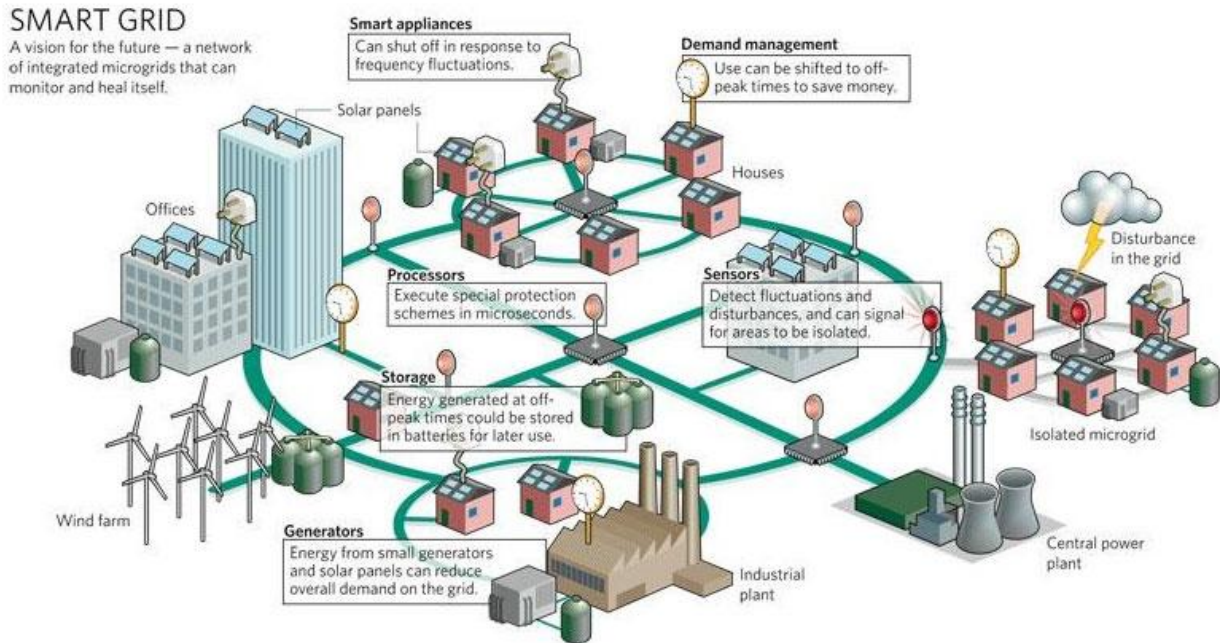 SMART GRID
A vision for the future — a network
of integrated microgrids that can
monitor and heal itself.
Smart appliances
Can shut off in response to
frequency fluctuations.
Demand management
Use can be shifted to off-
peak times to save money.
Solar panels
Houses
Offices
Disturbance
in the grid
Processors
Execute special protection
schemes in microseconds.
Sensors
Detect fluctuations and
disturbances, and can signal
for areas to be isolated.
Storage
Energy generated at off-
peak times could be stored
in batteries for later use.
Isolated microgrid
Wind farm
Generators
Energy from small generators
and solar panels can reduce
overall demand on the grid.
Industrial
plant
Central power
plant